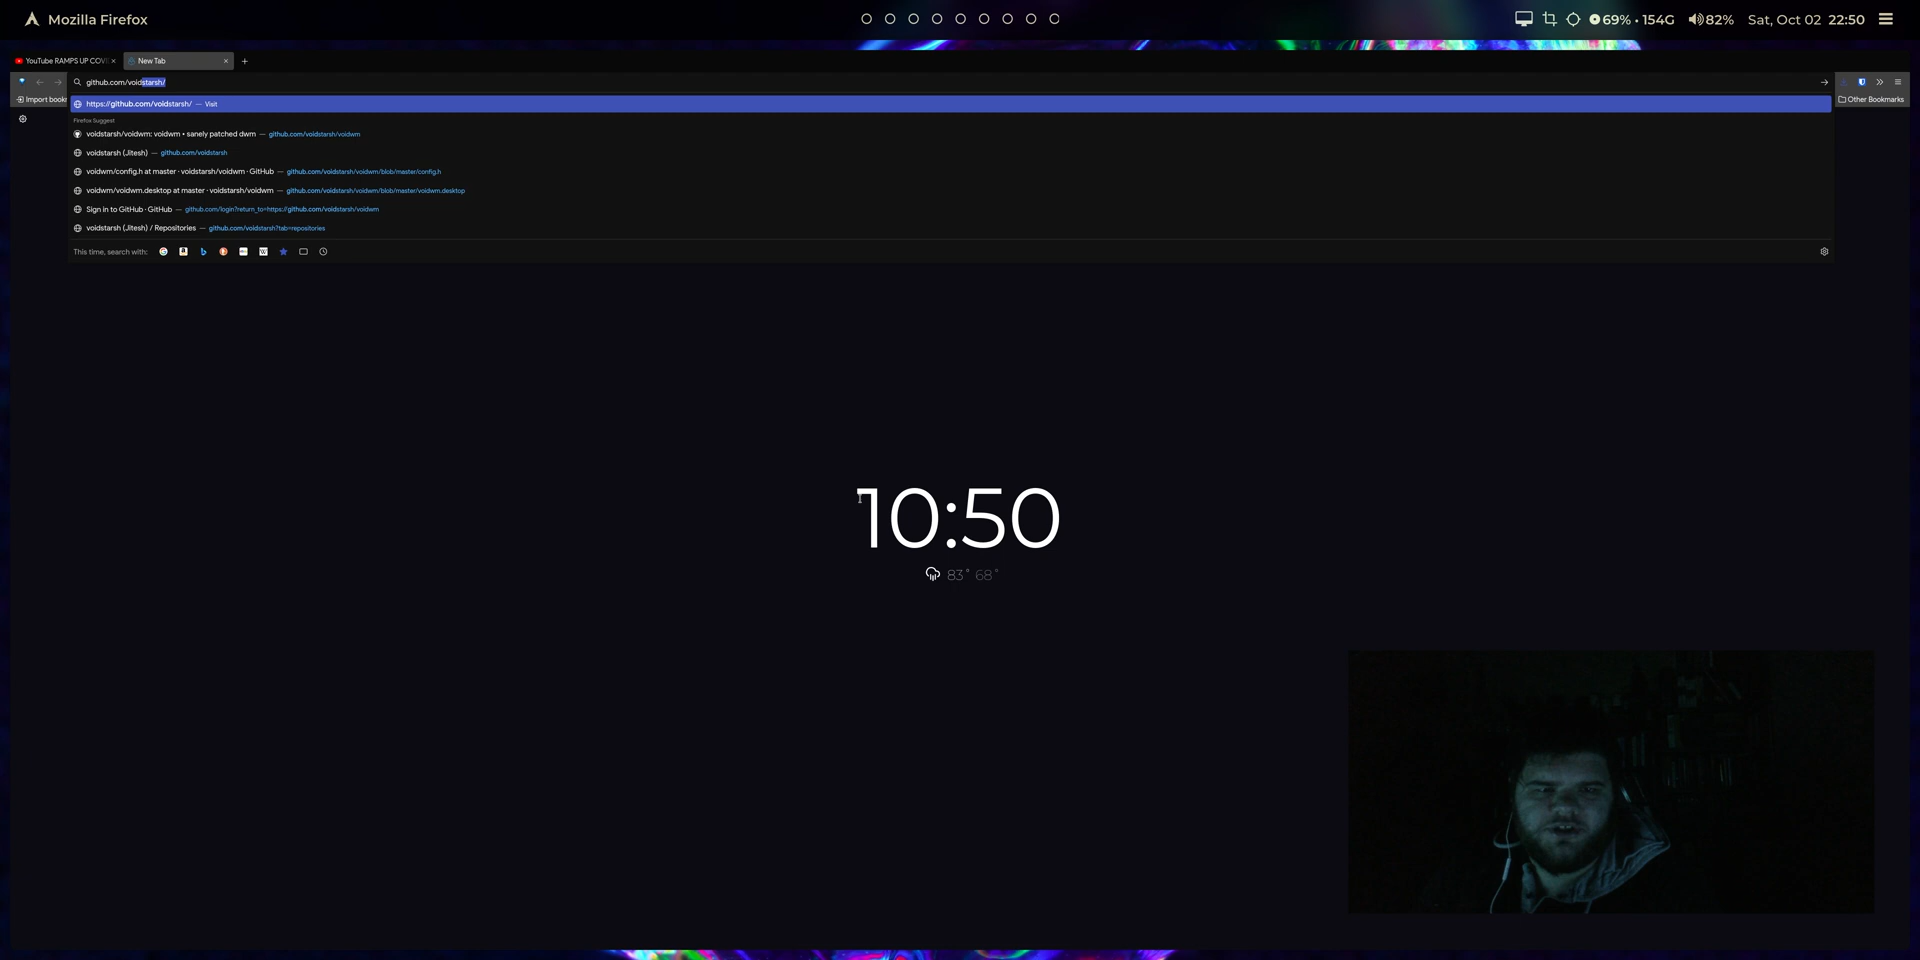 Mozilla Firefox
69% • 154G
82%
Sat, Oct 02 22:50
YouTube RAMPS UP COVI
New Tab
github.com/voidstarsh/
Import book
Other Bookmarks
https://github.com/voidstarsh/ — Visit
Firefox Suggest
voidstarsh/voidwm: voidwm • sanely patched dwm — github.com/voidstarsh/voidwm
voidstarsh (Jitesh) — github.com/voidstarsh
voidwm/config.h at master · voidstarsh/voidwm · GitHub — github.com/voidstarsh/voidwm/blob/master/config.h
voidwm/voidwm.desktop at master · voidstarsh/voidwm — github.com/voidstarsh/voidwm/blob/master/voidwm.desktop
Sign in to GitHub · GitHub — github.com/login?return_to=https://github.com/voidstarsh/voidwm
voidstarsh (Jitesh) / Repositories — github.com/voidstarsh?tab=repositories
This time, search with:
10:50
83° 68°